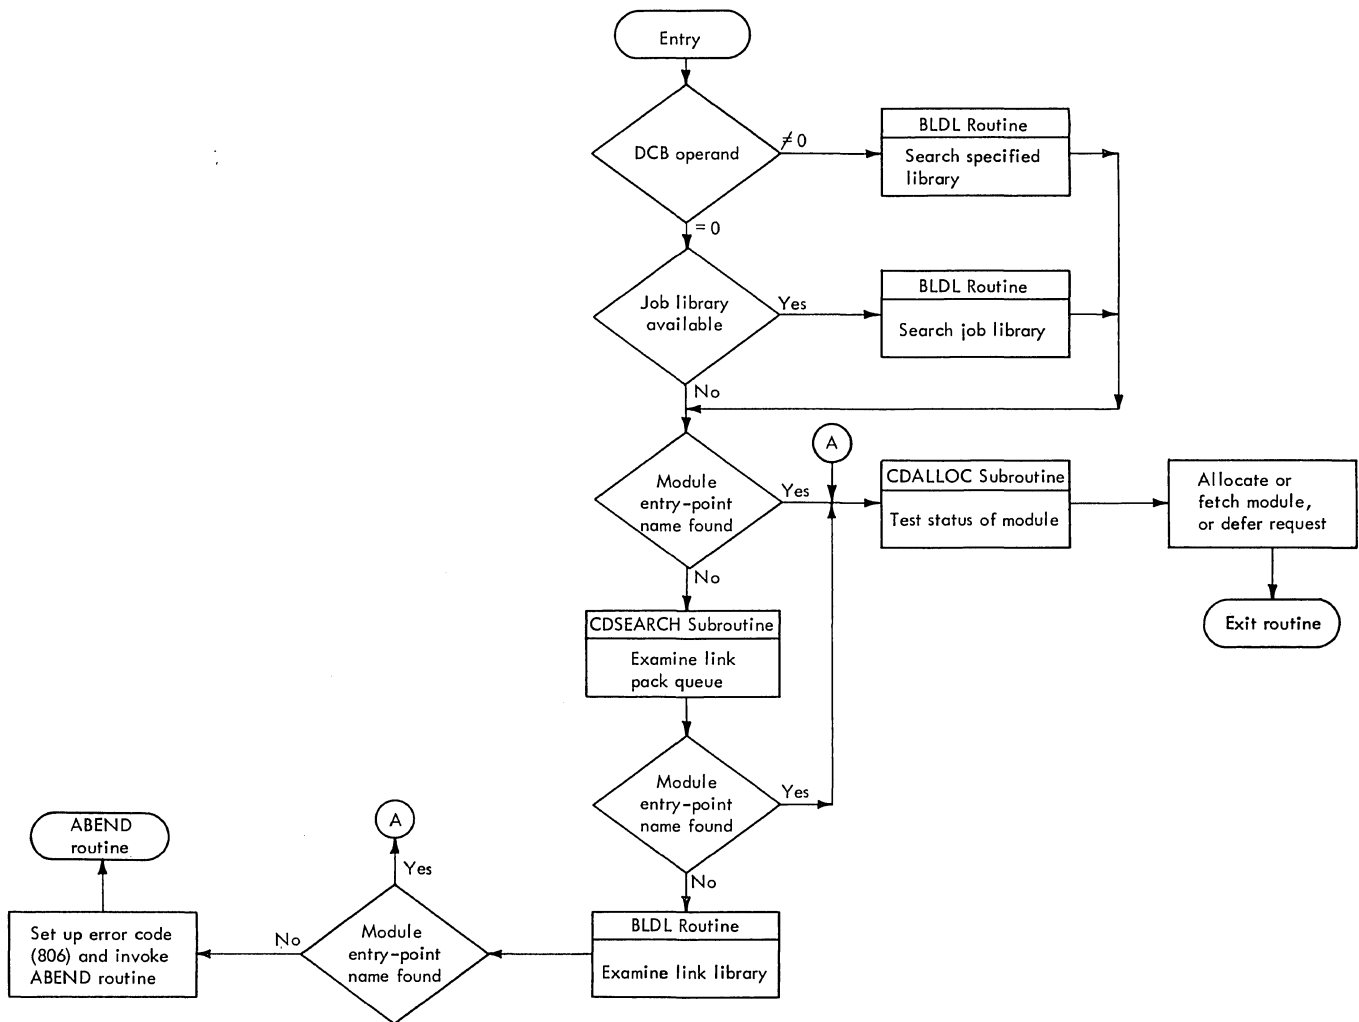 Entry
DCB operand
≠0
BLDL Routine
Search specified
library
=0
Job library
available
Yes
BLDL Routine
Search job library
No
A
Module
entry-point
name found
Yes
CDALLOC Subroutine
Test status of module
Allocate or
fetch module,
or defer request
No
Exit routine
CDSEARCH Subroutine
Examine link
pack queue
Module
entry-point
name found
Yes
No
BLDL Routine
Examine link library
A
Yes
Module
entry-point
name found
No
ABEND
routine
Set up error code
(806) and invoke
ABEND routine